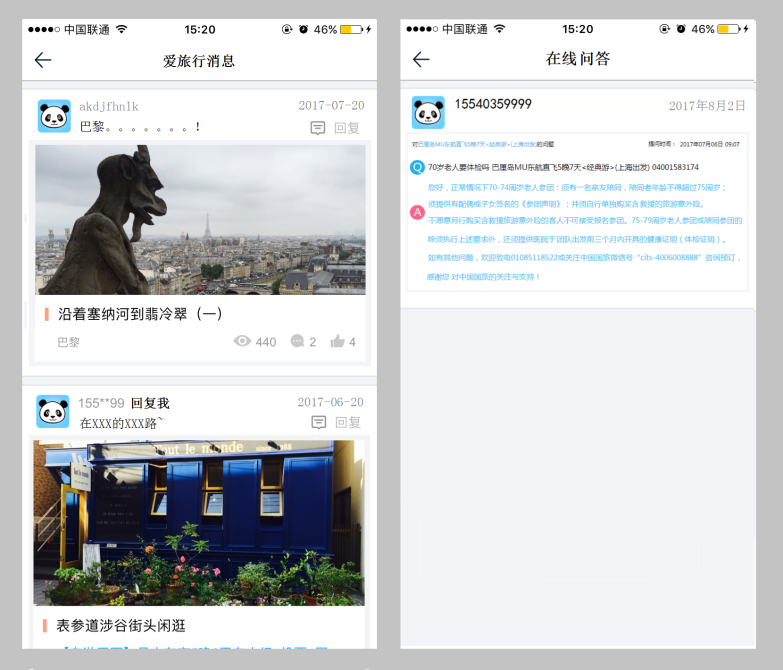 中国联通 15:20 46%
爱旅行消息
akdjfhnlk 2017-07-20
巴黎。。。。。。。！ 回复
沿着塞纳河到翡冷翠（一）
巴黎 440 2 4
155**99 回复我 2017-06-20
在XXX的XXX路~ 回复
Tout le monde
表参道涉谷街头闲逛
中国联通 15:20 46%
在线问答
15540359999 2017年8月2日
对巴厘岛MU东航直飞5晚7天<经典游>(上海出发)的问题 提问时间： 2017年07月06日 09:07
Q 70岁老人要体检吗 巴厘岛MU东航直飞5晚7天<经典游>(上海出发) 04001583174
您好，正常情况下70-74周岁老人参团：须有一名亲友陪同，陪同者年龄不得超过75周岁；
须提供有配偶或子女签名的《参团声明》；并须自行单独购买含救援的旅游意外险。
A
不愿意另行购买含救援旅游意外险的客人不可接受报名参团。75-79周岁老人参团或陪同参团的
除须执行上述要求外，还须提供医院于团队出发前三个月内开具的健康证明（体检证明）。
如有其他问题，欢迎致电01085118522或关注中国国旅微信号“cits-4006008888”咨询预订，
感谢您 对中国国旅的关注与支持！